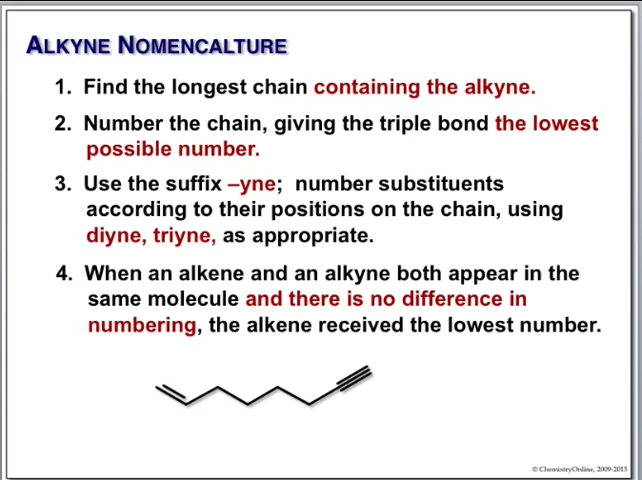 ALKYNE NOMENCALTURE
1. Find the longest chain containing the alkyne.
2. Number the chain, giving the triple bond the lowest
possible number.
3. Use the suffix –yne; number substituents
according to their positions on the chain, using
diyne, triyne, as appropriate.
4. When an alkene and an alkyne both appear in the
same molecule and there is no difference in
numbering, the alkene received the lowest number.
© ChemistryOnline, 2009-2015